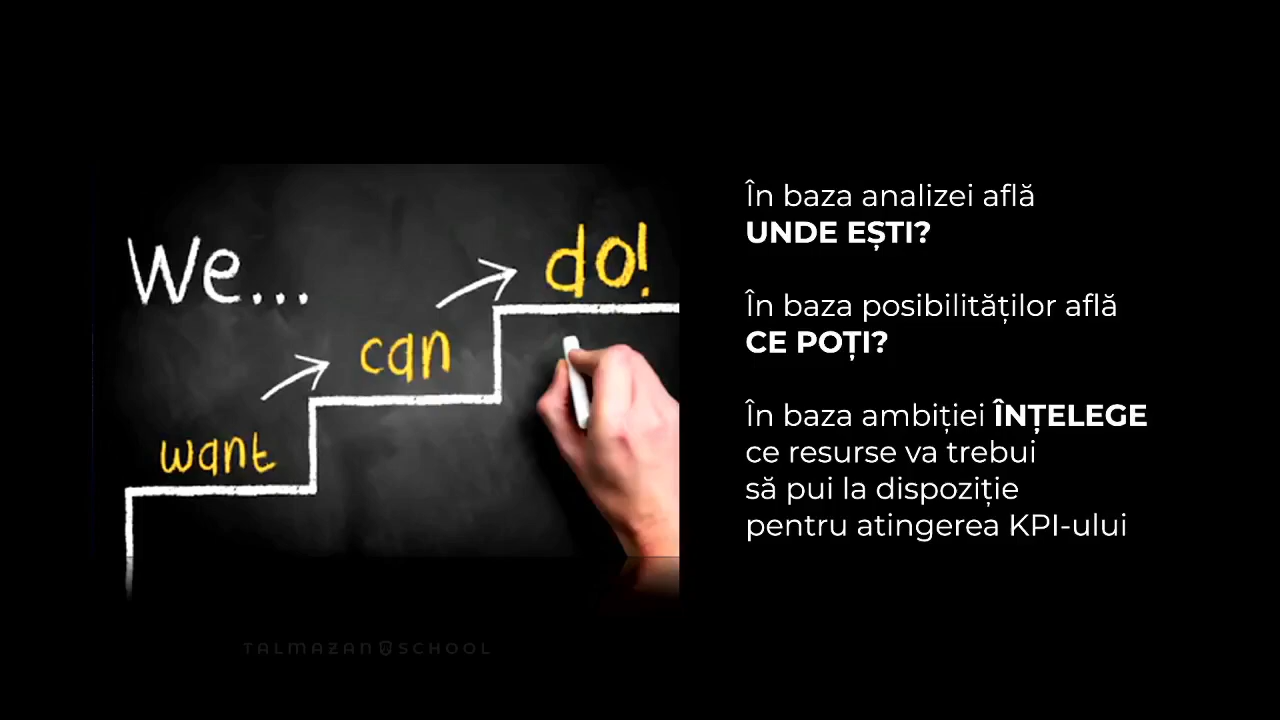 We...
want
can
do!
În baza analizei află
UNDE EȘTI?
În baza posibilităților află
CE POȚI?
În baza ambiției ÎNȚELEGE
ce resurse va trebui
să pui la dispoziție
pentru atingerea KPI-ului
TALMAZAN SCHOOL